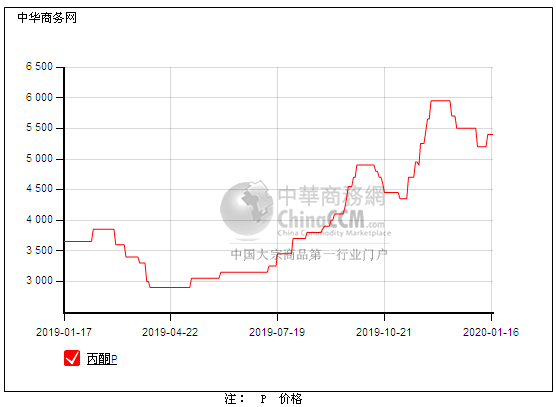 中华商务网
6 500
6 000
5 500
5 000
4 500
4 000
3 500
3 000
中華商務網
ChinaCCM.com
China Commodity Marketplace
中国大宗商品第一行业门户
2019-01-17 2019-04-22 2019-07-19 2019-10-21 2020-01-16
丙酮P
注： P 价格